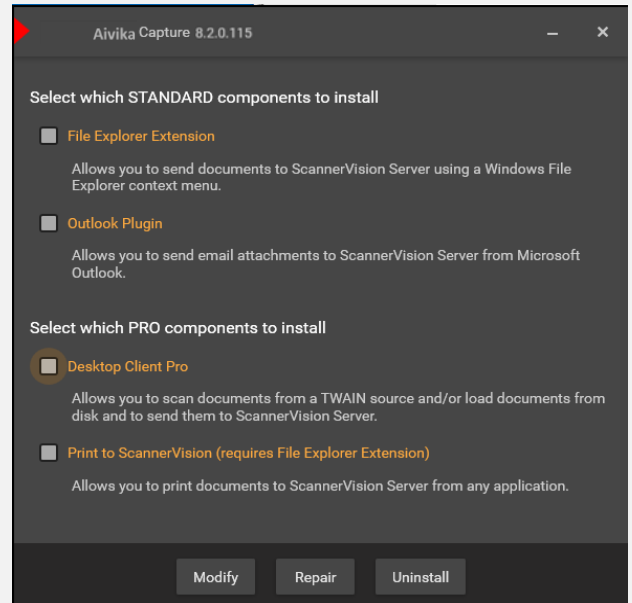 Aivika Capture 8.2.0.115
Select which STANDARD components to install
File Explorer Extension
Allows you to send documents to ScannerVision Server using a Windows File
Explorer context menu.
Outlook Plugin
Allows you to send email attachments to ScannerVision Server from Microsoft
Outlook.
Select which PRO components to install
Desktop Client Pro
Allows you to scan documents from a TWAIN source and/or load documents from
disk and to send them to ScannerVision Server.
Print to ScannerVision (requires File Explorer Extension)
Allows you to print documents to ScannerVision Server from any application.
Modify Repair Uninstall